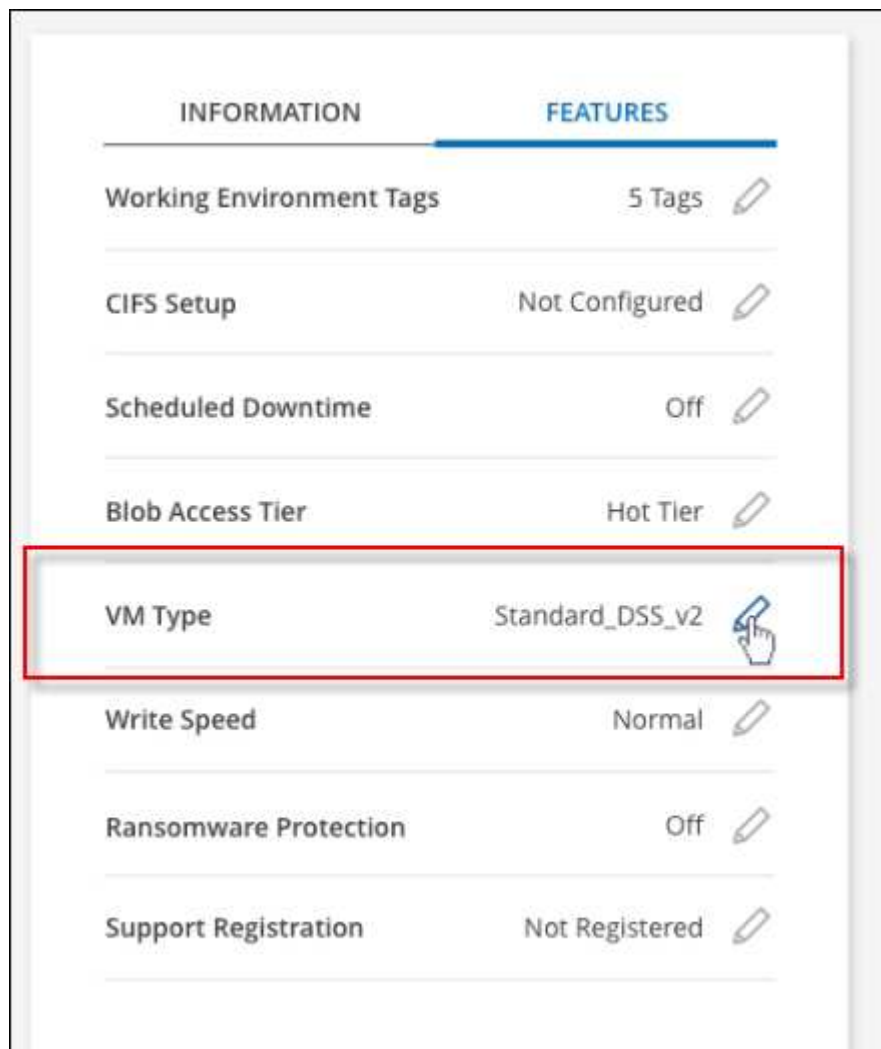 INFORMATION FEATURES
Working Environment Tags 5 Tags
CIFS Setup Not Configured
Scheduled Downtime Off
Blob Access Tier Hot Tier
VM Type Standard_DSS_v2
Write Speed Normal
Ransomware Protection Off
Support Registration Not Registered